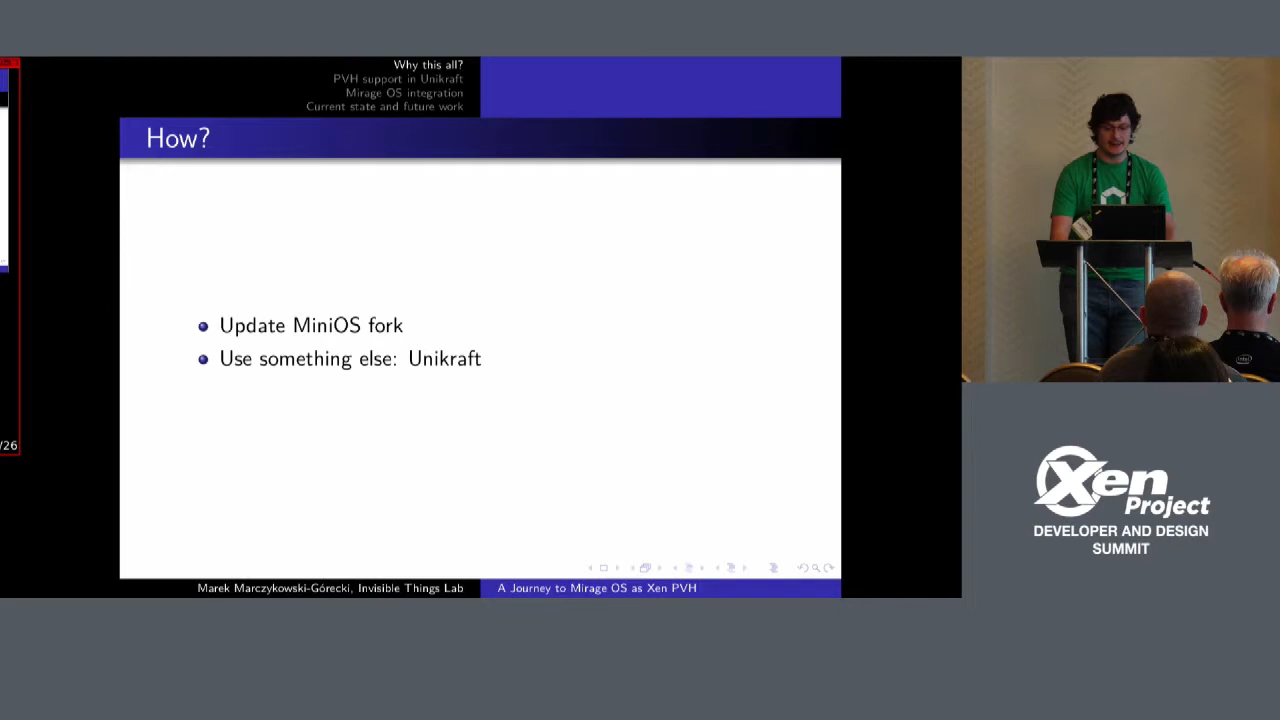 Why this all?
PVH support in Unikraft
Mirage OS integration
Current state and future work
How?
Update MiniOS fork
Use something else: Unikraft
/26
Marek Marczykowski-Górecki, Invisible Things Lab
A Journey to Mirage OS as Xen PVH
Xen
Project
DEVELOPER AND DESIGN
SUMMIT
(intel)